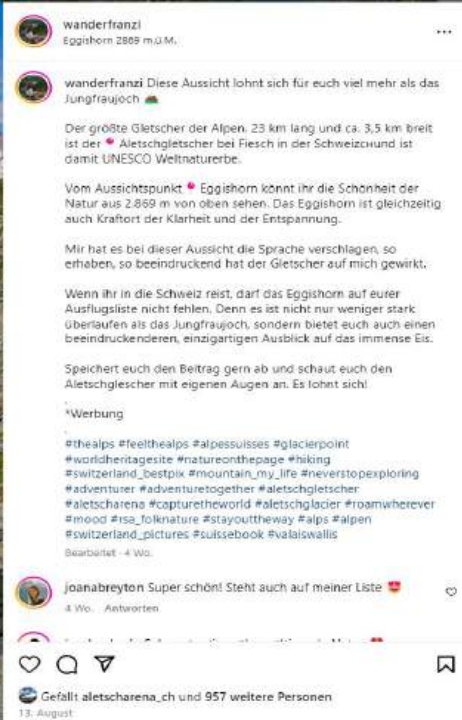 wanderfranzi
Eggishorn 2869 m.ü.M.
wanderfranzi Diese Aussicht lohnt sich für euch viel mehr als das
Jungfraujoch
Der größte Gletscher der Alpen, 23 km lang und ca. 3,5 km breit
ist der 📍 Aletschgletscher bei Fiesch in der Schweiz🇨🇭und ist
damit UNESCO Weltnaturerbe.
Vom Aussichtspunkt 📍 Eggishorn könnt ihr die Schönheit der
Natur aus 2.869 m von oben sehen. Das Eggishorn ist gleichzeitig
auch Kraftort der Klarheit und der Entspannung.
Mir hat es bei dieser Aussicht die Sprache verschlagen, so
erhaben, so beeindruckend hat der Gletscher auf mich gewirkt.
Wenn ihr in die Schweiz reist, darf das Eggishorn auf eurer
Ausflugsliste nicht fehlen. Denn es ist nicht nur weniger stark
überlaufen als das Jungfraujoch, sondern bietet euch auch einen
beeindruckenderen, einzigartigen Ausblick auf das immense Eis.
Speichert euch den Beitrag gern ab und schaut euch den
Aletschglescher mit eigenen Augen an. Es lohnt sich!
.
*Werbung
.
#thealps #feelthealps #alpessuisses #glacierpoint
#worldheritagesite #natureonthepage #hiking
#switzerland_bestpix #mountain_my_life #neverstopexploring
#adventurer #adventuretogether #aletschgletscher
#aletscharena #capturetheworld #aletschglacier #roamwherever
#mood #rsa_folknature #stayouttheway #alps #alpen
#switzerland_pictures #suissebook #valaiswallis
Bearbeitet · 4 Wo.
joanabreyton Super schön! Steht auch auf meiner Liste 😍
4 Wo. Antworten
Gefällt aletscharena_ch und 957 weitere Personen
13. August